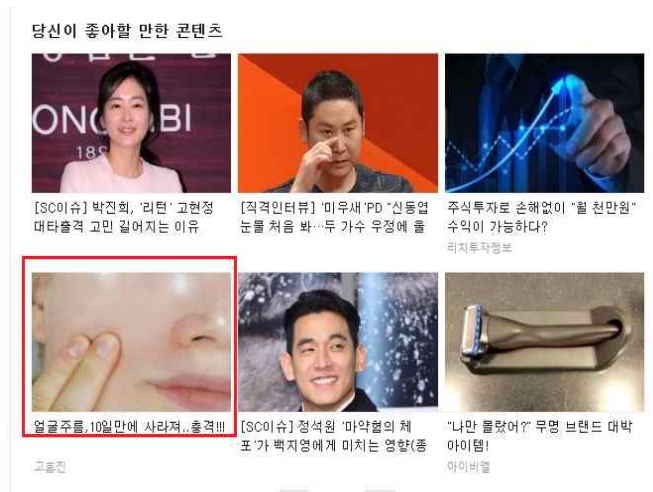 당신이 좋아할 만한 콘텐츠
[SC이슈] 박진희, '리턴' 고현정
대타출격 고민 길어지는 이유
[직격인터뷰] '미우새'PD "신동엽
눈물 처음 봐…두 가수 우정에 울
주식투자로 손해없이 "월 천만원"
수익이 가능하다?
리치투자정보
얼굴주름,10일만에 사라져..충격!!!
고호진
[SC이슈] 정석원 '마약혐의 체
포'가 백지영에게 미치는 영향(종
"나만 몰랐어?" 무명 브랜드 대박
아이템!
아이비엘